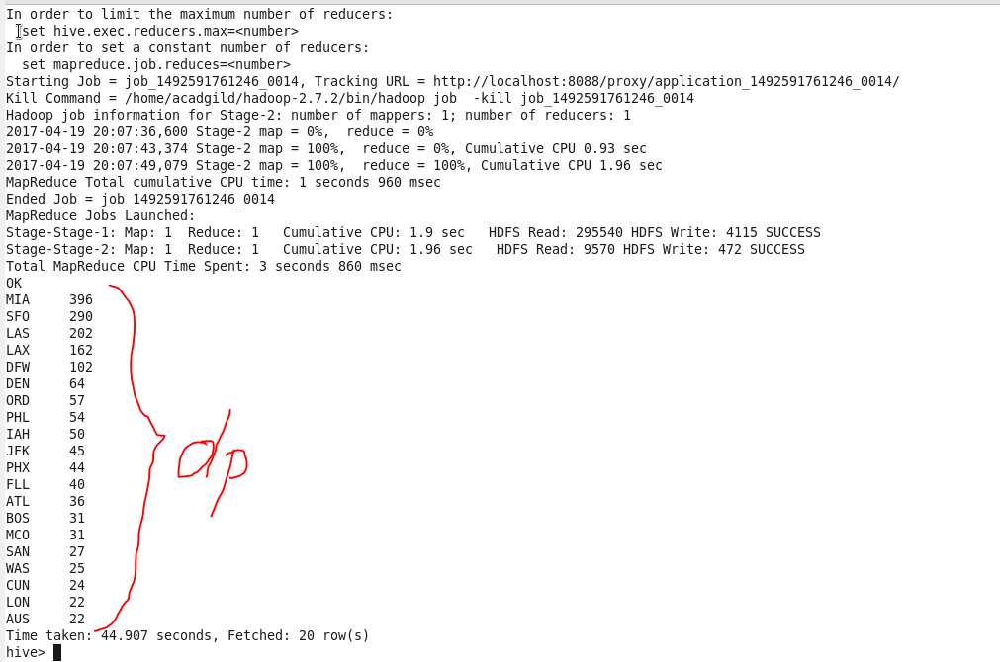 In order to limit the maximum number of reducers:
  set hive.exec.reducers.max=<number>
In order to set a constant number of reducers:
  set mapreduce.job.reduces=<number>
Starting Job = job_1492591761246_0014, Tracking URL = http://localhost:8088/proxy/application_1492591761246_0014/
Kill Command = /home/acadgild/hadoop-2.7.2/bin/hadoop job  -kill job_1492591761246_0014
Hadoop job information for Stage-2: number of mappers: 1; number of reducers: 1
2017-04-19 20:07:36,600 Stage-2 map = 0%,  reduce = 0%
2017-04-19 20:07:43,374 Stage-2 map = 100%,  reduce = 0%, Cumulative CPU 0.93 sec
2017-04-19 20:07:49,079 Stage-2 map = 100%,  reduce = 100%, Cumulative CPU 1.96 sec
MapReduce Total cumulative CPU time: 1 seconds 960 msec
Ended Job = job_1492591761246_0014
MapReduce Jobs Launched:
Stage-Stage-1: Map: 1  Reduce: 1   Cumulative CPU: 1.9 sec   HDFS Read: 295540 HDFS Write: 4115 SUCCESS
Stage-Stage-2: Map: 1  Reduce: 1   Cumulative CPU: 1.96 sec   HDFS Read: 9570 HDFS Write: 472 SUCCESS
Total MapReduce CPU Time Spent: 3 seconds 860 msec
OK
MIA     396
SFO     290
LAS     202
LAX     162
DFW     102
DEN     64
ORD     57
PHL     54
IAH     50
O/P
JFK     45
PHX     44
FLL     40
ATL     36
BOS     31
MCO     31
SAN     27
WAS     25
CUN     24
LON     22
AUS     22
Time taken: 44.907 seconds, Fetched: 20 row(s)
hive>